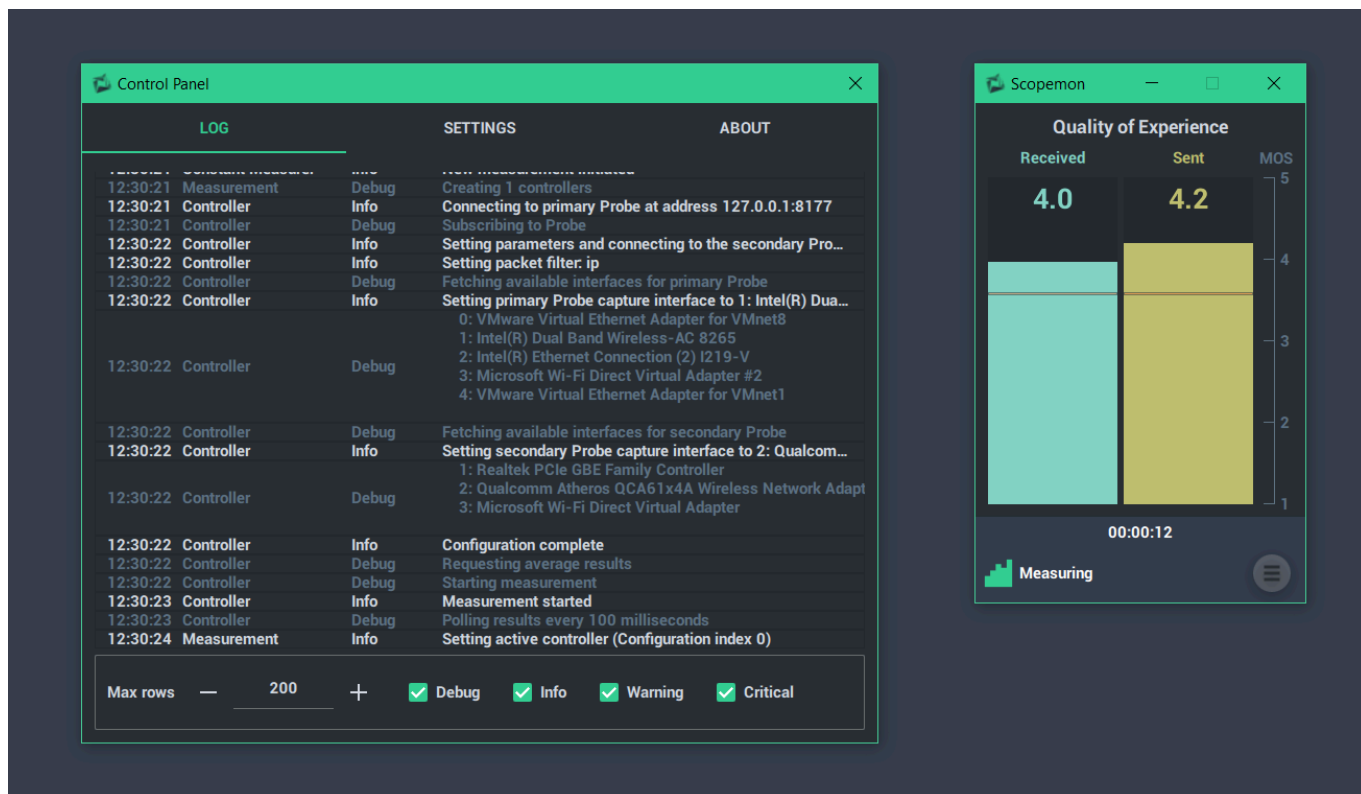 Control Panel
LOG SETTINGS ABOUT
12:30:21 Constant Measurer Info New measurement initiated
12:30:21 Measurement Debug Creating 1 controllers
12:30:21 Controller Info Connecting to primary Probe at address 127.0.0.1:8177
12:30:21 Controller Debug Subscribing to Probe
12:30:22 Controller Info Setting parameters and connecting to the secondary Pro...
12:30:22 Controller Info Setting packet filter: ip
12:30:22 Controller Debug Fetching available interfaces for primary Probe
12:30:22 Controller Info Setting primary Probe capture interface to 1: Intel(R) Dua...
0: VMware Virtual Ethernet Adapter for VMnet8
1: Intel(R) Dual Band Wireless-AC 8265
2: Intel(R) Ethernet Connection (2) I219-V
12:30:22 Controller Debug
3: Microsoft Wi-Fi Direct Virtual Adapter #2
4: VMware Virtual Ethernet Adapter for VMnet1
12:30:22 Controller Debug Fetching available interfaces for secondary Probe
12:30:22 Controller Info Setting secondary Probe capture interface to 2: Qualcom...
1: Realtek PCIe GBE Family Controller
2: Qualcomm Atheros QCA61x4A Wireless Network Adapt
12:30:22 Controller Debug
3: Microsoft Wi-Fi Direct Virtual Adapter
12:30:22 Controller Info Configuration complete
12:30:22 Controller Debug Requesting average results
12:30:22 Controller Debug Starting measurement
12:30:23 Controller Info Measurement started
12:30:23 Controller Debug Polling results every 100 milliseconds
12:30:24 Measurement Info Setting active controller (Configuration index 0)
Max rows 200 Debug Info Warning Critical
Scopemon
Quality of Experience
Received Sent MOS
4.0 4.2
5
4
3
2
1
00:00:12
Measuring